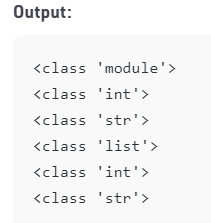 Output:
<class 'module'>
<class 'int'>
<class 'str'>
<class 'list'>
<class 'int'>
<class 'str'>